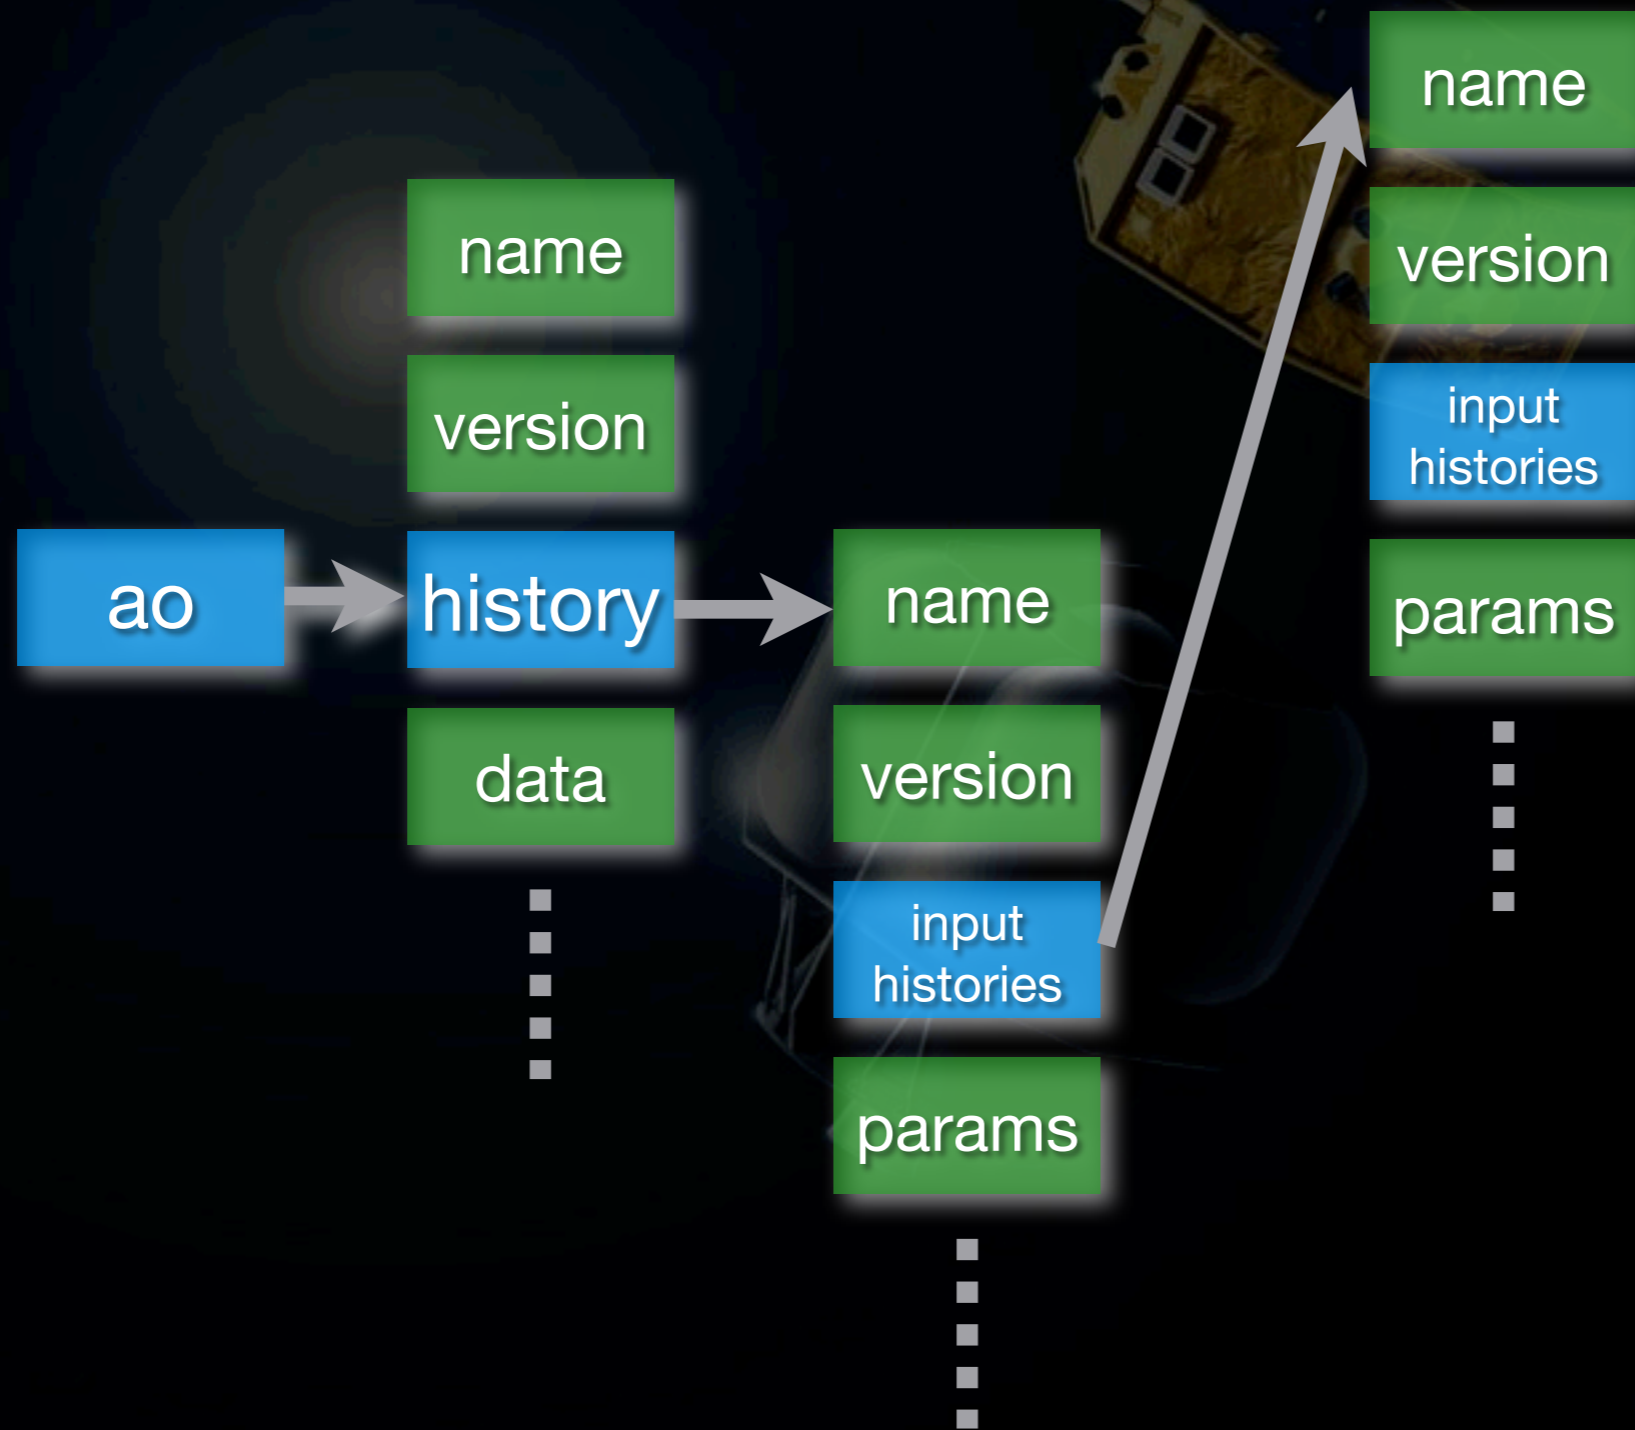 ao
name
version
history
data
name
version
input
histories
params
name
version
input
histories
params